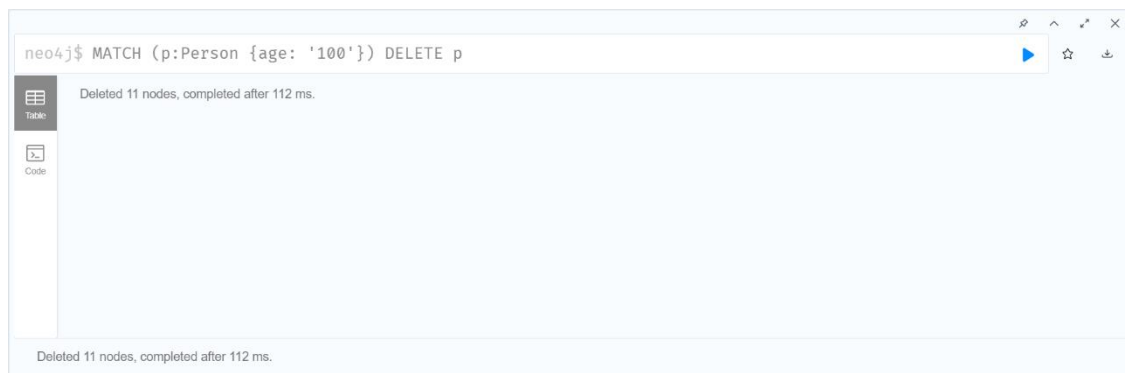 neo4j$ MATCH (p:Person {age: '100'}) DELETE p
Table
Deleted 11 nodes, completed after 112 ms.
Code
Deleted 11 nodes, completed after 112 ms.